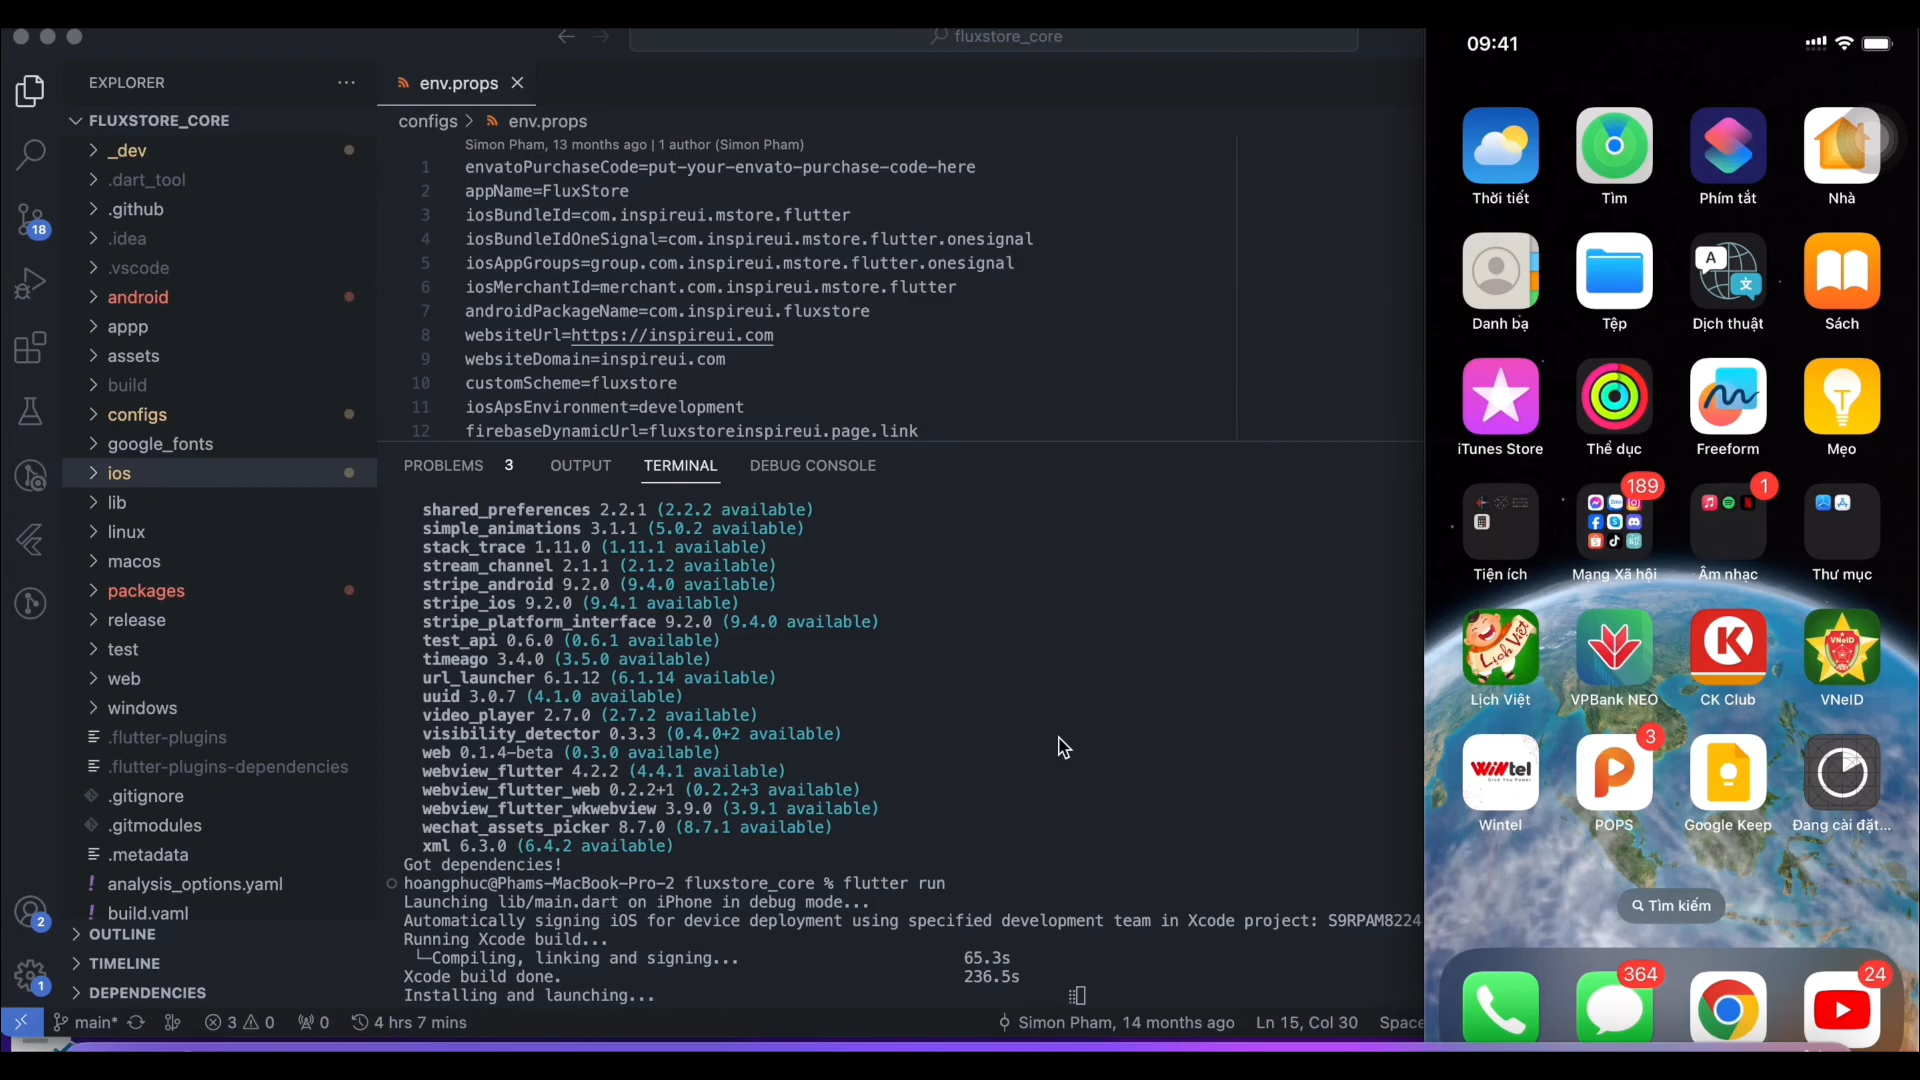 fluxstore_core
EXPLORER
FLUXSTORE_CORE
_dev
.dart_tool
.github
.idea
.vscode
android
appp
assets
build
configs
google_fonts
ios
lib
linux
macos
packages
release
test
web
windows
.flutter-plugins
.flutter-plugins-dependencies
.gitignore
.gitmodules
.metadata
analysis_options.yaml
build.yaml
OUTLINE
TIMELINE
DEPENDENCIES
18
2
1
env.props
configs > env.props
Simon Pham, 13 months ago | 1 author (Simon Pham)
1 envatoPurchaseCode=put-your-envato-purchase-code-here
2 appName=FluxStore
3 iosBundleId=com.inspireui.mstore.flutter
4 iosBundleIdOneSignal=com.inspireui.mstore.flutter.onesignal
5 iosAppGroups=group.com.inspireui.mstore.flutter.onesignal
6 iosMerchantId=merchant.com.inspireui.mstore.flutter
7 androidPackageName=com.inspireui.fluxstore
8 websiteUrl=https://inspireui.com
9 websiteDomain=inspireui.com
10 customScheme=fluxstore
11 iosApsEnvironment=development
12 firebaseDynamicUrl=fluxstoreinspireui.page.link
PROBLEMS 3 OUTPUT TERMINAL DEBUG CONSOLE
shared_preferences 2.2.1 (2.2.2 available)
simple_animations 3.1.1 (5.0.2 available)
stack_trace 1.11.0 (1.11.1 available)
stream_channel 2.1.1 (2.1.2 available)
stripe_android 9.2.0 (9.4.0 available)
stripe_ios 9.2.0 (9.4.1 available)
stripe_platform_interface 9.2.0 (9.4.0 available)
test_api 0.6.0 (0.6.1 available)
timeago 3.4.0 (3.5.0 available)
url_launcher 6.1.12 (6.1.14 available)
uuid 3.0.7 (4.1.0 available)
video_player 2.7.0 (2.7.2 available)
visibility_detector 0.3.3 (0.4.0+2 available)
web 0.1.4-beta (0.3.0 available)
webview_flutter 4.2.2 (4.4.1 available)
webview_flutter_web 0.2.2+1 (0.2.2+3 available)
webview_flutter_wkwebview 3.9.0 (3.9.1 available)
wechat_assets_picker 8.7.0 (8.7.1 available)
xml 6.3.0 (6.4.2 available)
Got dependencies!
hoangphuc@Phams-MacBook-Pro-2 fluxstore_core % flutter run
Launching lib/main.dart on iPhone in debug mode...
Automatically signing iOS for device deployment using specified development team in Xcode project: S9RPAM8224
Running Xcode build...
└─Compiling, linking and signing... 65.3s
Xcode build done. 236.5s
Installing and launching...
main* 3 0 0 4 hrs 7 mins Simon Pham, 14 months ago Ln 15, Col 30 Space
09:41
Thời tiết Tìm Phím tắt Nhà
Danh bạ Tệp Dịch thuật Sách
iTunes Store Thể dục Freeform Mẹo
189 1
Tiện ích Mạng Xã hội Âm nhạc Thư mục
Lịch Việt
VNeID
Lịch Việt VPBank NEO CK Club VNeID
3
Wintel
Wintel POPS Google Keep Đang cài đặt...
Tìm kiếm
364 24